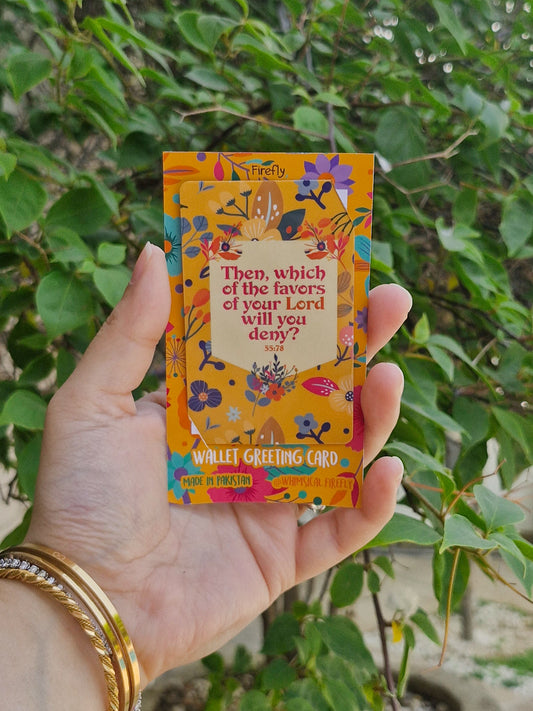 Firefly
Then, which
of the favors
of your Lord
will you
deny?
55:78
WALLET GREETING CARD
MADE IN PAKISTAN @WHIMSICAL.FIREFLY